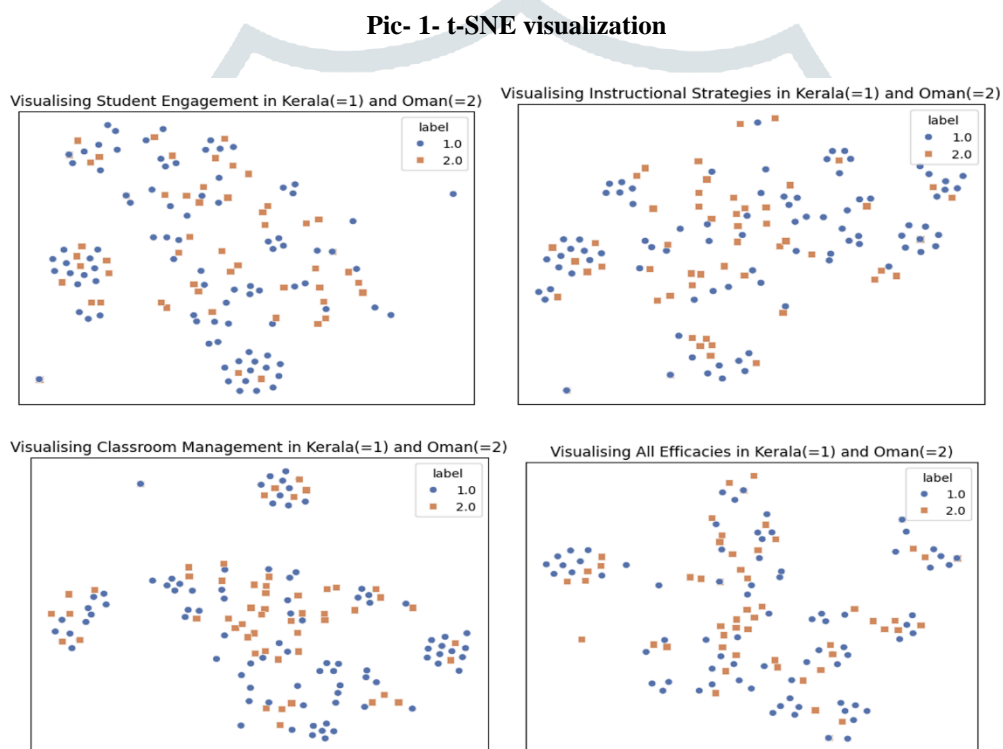 Pic- 1- t-SNE visualization
Visualising Student Engagement in Kerala(=1) and Oman(=2)
label
1.0
2.0
Visualising Instructional Strategies in Kerala(=1) and Oman(=2)
label
1.0
2.0
Visualising Classroom Management in Kerala(=1) and Oman(=2)
label
1.0
2.0
Visualising All Efficacies in Kerala(=1) and Oman(=2)
label
1.0
2.0